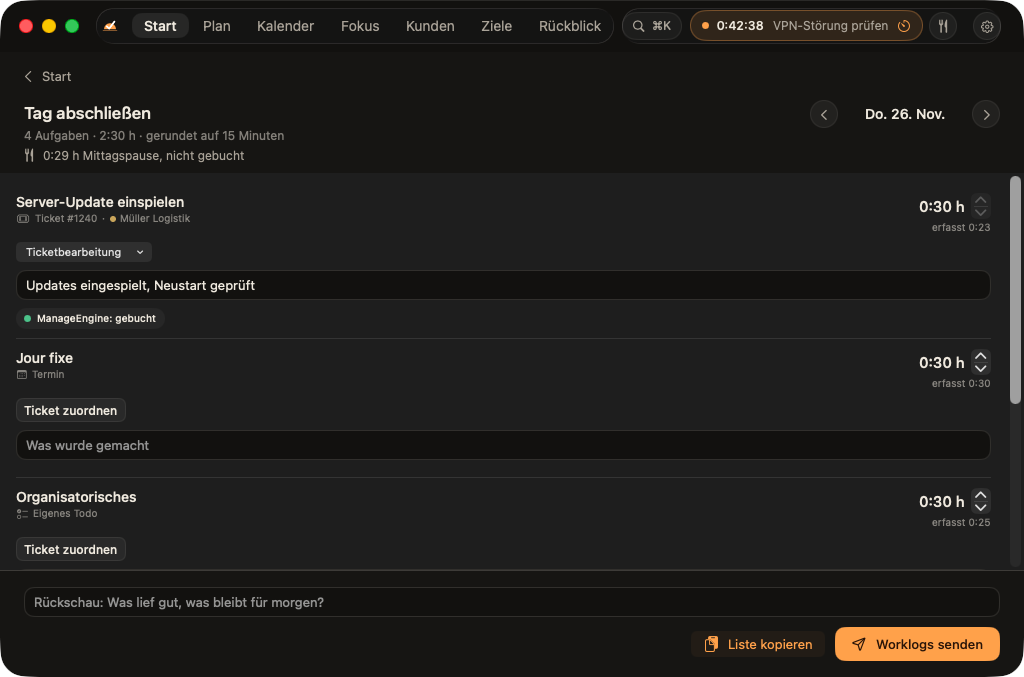 Start Plan Kalender Fokus Kunden Ziele Rückblick ⌘K 0:42:38 VPN-Störung prüfen
Start
Tag abschließen
Do. 26. Nov.
4 Aufgaben · 2:30 h · gerundet auf 15 Minuten
0:29 h Mittagspause, nicht gebucht
Server-Update einspielen
0:30 h
Ticket #1240 · Müller Logistik
erfasst 0:23
Ticketbearbeitung
Updates eingespielt, Neustart geprüft
ManageEngine: gebucht
Jour fixe
0:30 h
Termin
erfasst 0:30
Ticket zuordnen
Was wurde gemacht
Organisatorisches
0:30 h
Eigenes Todo
erfasst 0:25
Ticket zuordnen
Rückschau: Was lief gut, was bleibt für morgen?
Liste kopieren Worklogs senden